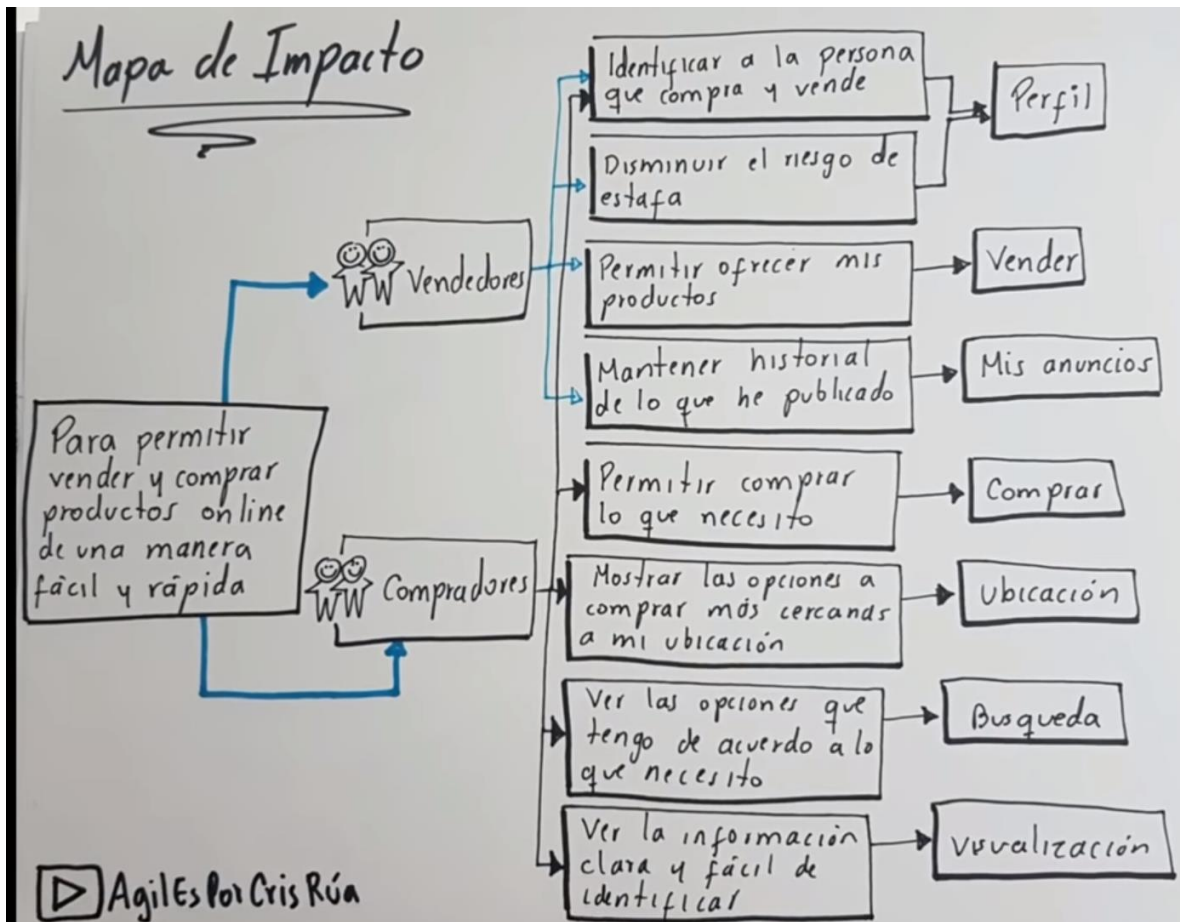 Mapa de Impacto
Identificar a la persona
que compra y vende
Perfil
Disminuir el riesgo de
estafa
Vendedores
Permitir ofrecer mis
productos
Vender
Mantener historial
de lo que he publicado
Mis anuncios
Para permitir
vender y comprar
productos online
de una manera
fácil y rápida
Permitir comprar
lo que necesito
Comprar
Compradores
Mostrar las opciones a
comprar más cercanas
a mi ubicación
Ubicación
Ver las opciones que
tengo de acuerdo a lo
que necesito
Busqueda
Ver la información
clara y fácil de
identificar
Visualización
AgilEsPorCrisRúa